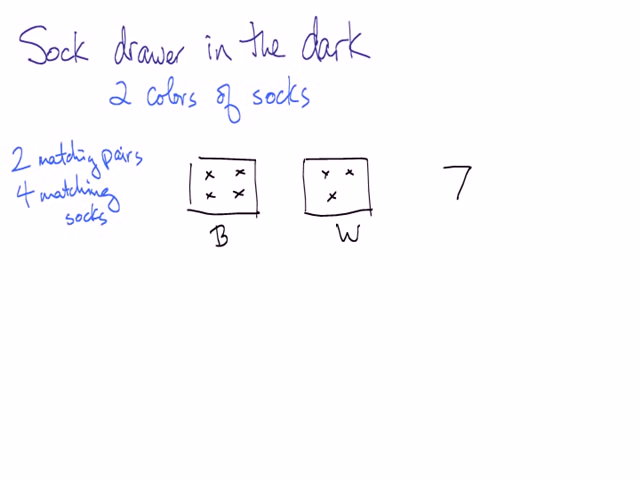 Sock drawer in the dark
2 colors of socks
2 matching pairs
4 matching
socks
x x x x
x x x
7
B W